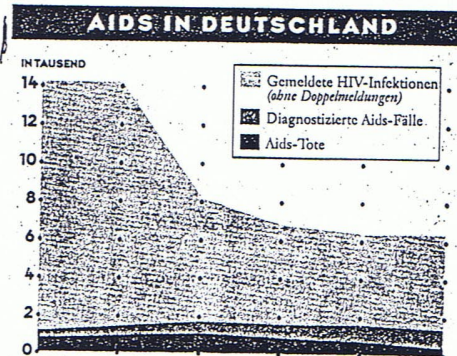 AIDS IN DEUTSCHLAND
IN TAUSEND
14
12
10
8
6
4
2
0
Gemeldete HIV-Infektionen
(ohne Doppelmeldungen)
Diagnostizierte Aids-Fälle
Aids-Tote